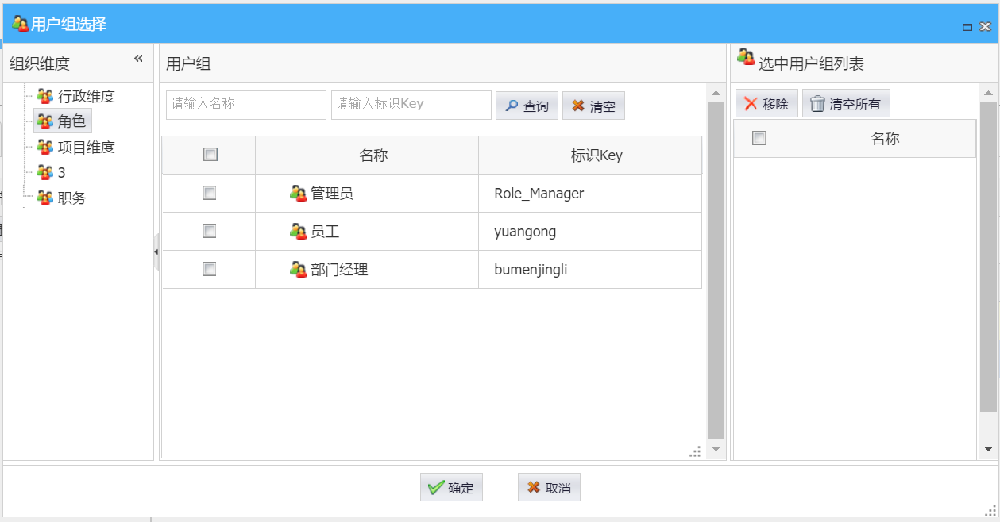 用户组选择
组织维度
«
行政维度
角色
项目维度
3
职务
用户组
请输入名称 请输入标识Key 查询 清空
名称 标识Key
管理员 Role_Manager
员工 yuangong
部门经理 bumenjingli
选中用户组列表
移除 清空所有
名称
确定 取消